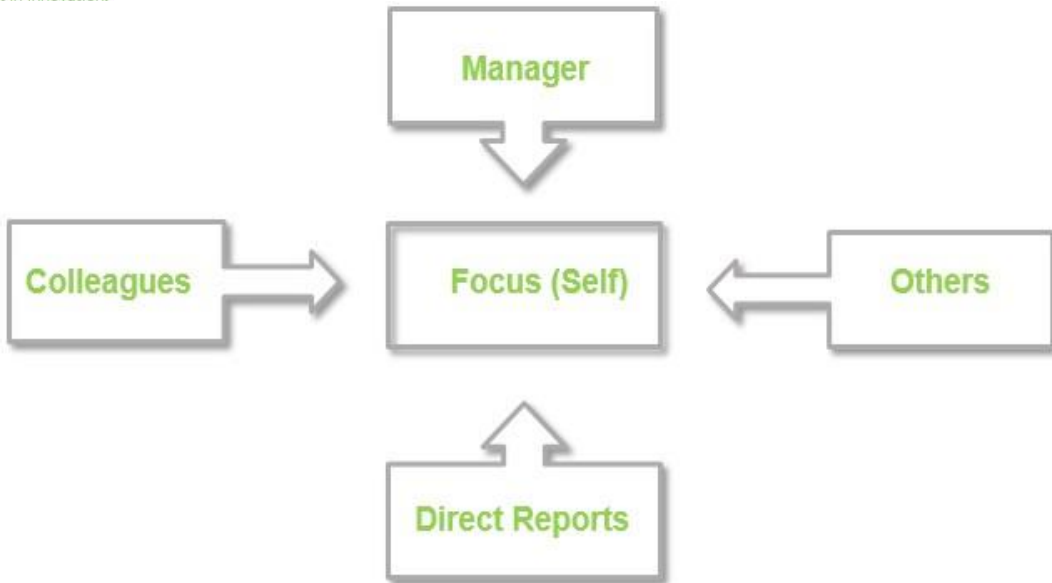 Manager
Colleagues
Focus (Self)
Others
Direct Reports